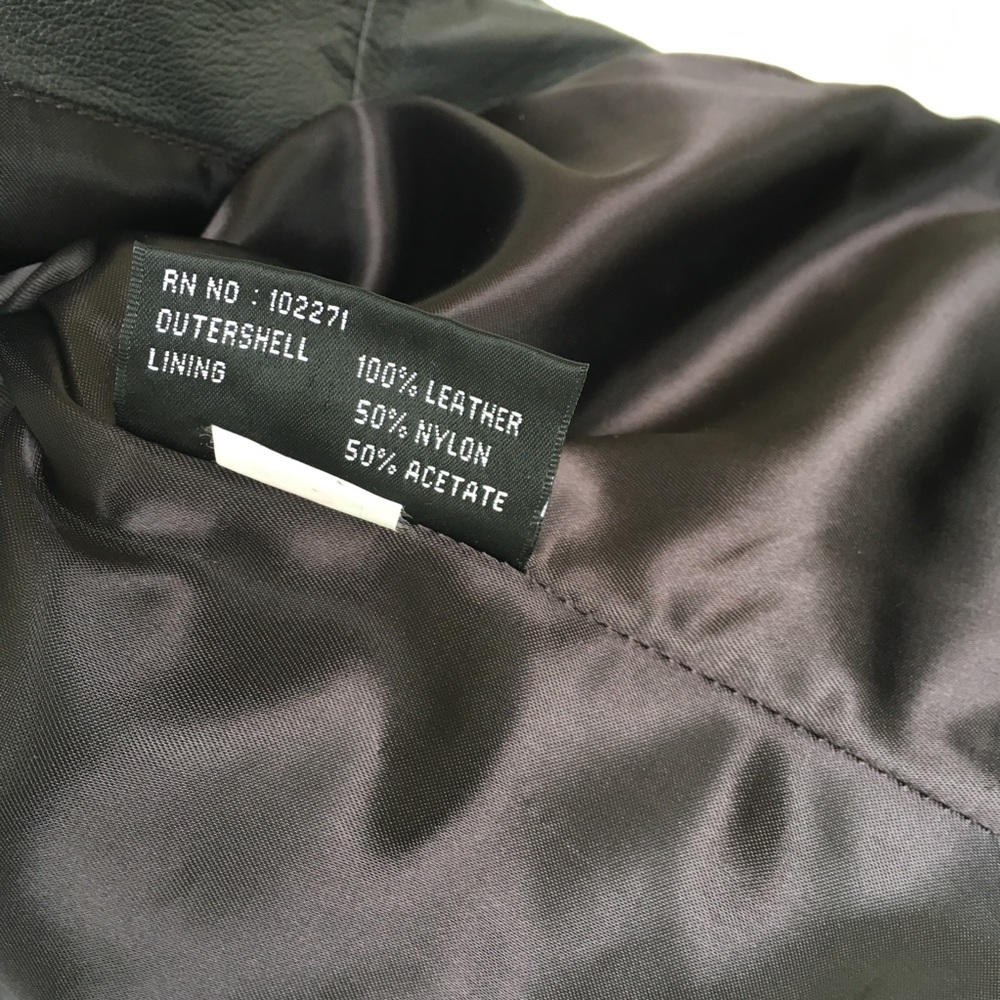 RN NO : 102271
OUTERSHELL 100% LEATHER
LINING 50% NYLON
50% ACETATE